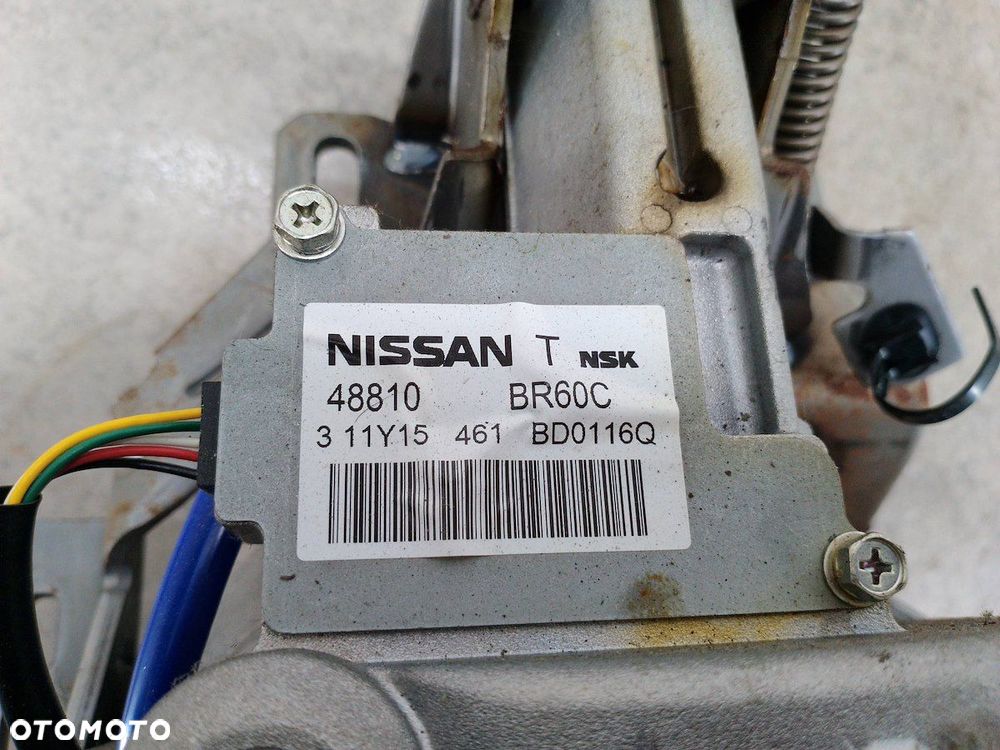 NISSAN T NSK
48810 BR60C
3 11Y15 461 BD0116Q
OTOMOTO